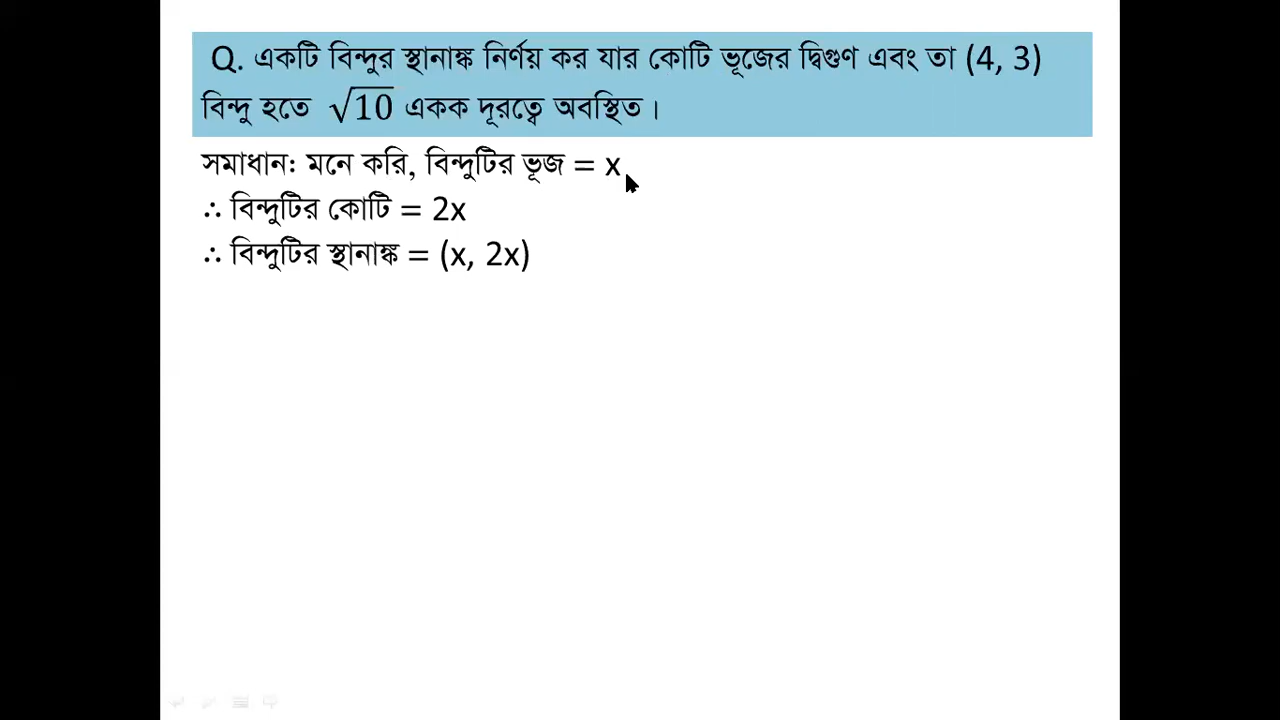 Q. একটি বিন্দুর স্থানাঙ্ক নির্ণয় কর যার কোটি ভূজের দ্বিগুণ এবং তা (4, 3)
বিন্দু হতে √10 একক দূরত্বে অবস্থিত।
সমাধান: মনে করি, বিন্দুটির ভূজ = x
∴ বিন্দুটির কোটি = 2x
∴ বিন্দুটির স্থানাঙ্ক = (x, 2x)